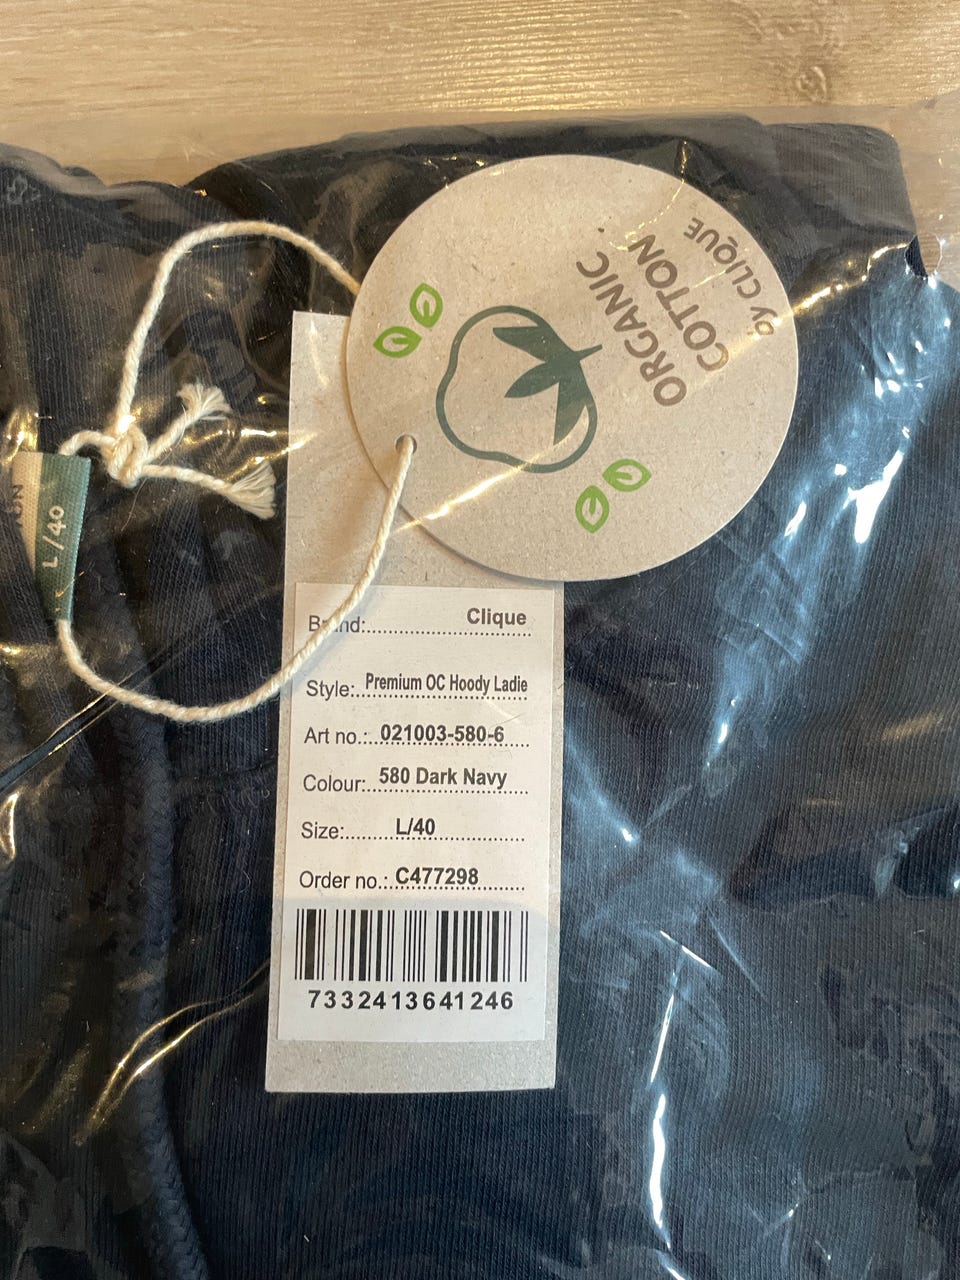 ORGANIC
COTTON
by CLIQUE
L/40
Brand: Clique
Style: Premium OC Hoody Ladie
Art no.: 021003-580-6
Colour: 580 Dark Navy
Size: L/40
Order no.: C477298
7332413641246